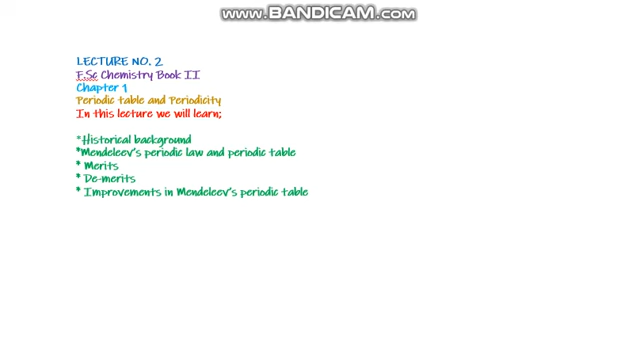 www.BANDICAM.com
LECTURE NO. 2
F.Sc Chemistry Book II
Chapter 1
Periodic table and Periodicity
In this lecture we will learn;
*Historical background
*Mendeleev's periodic law and periodic table
* Merits
* De-merits
* Improvements in Mendeleev's periodic table